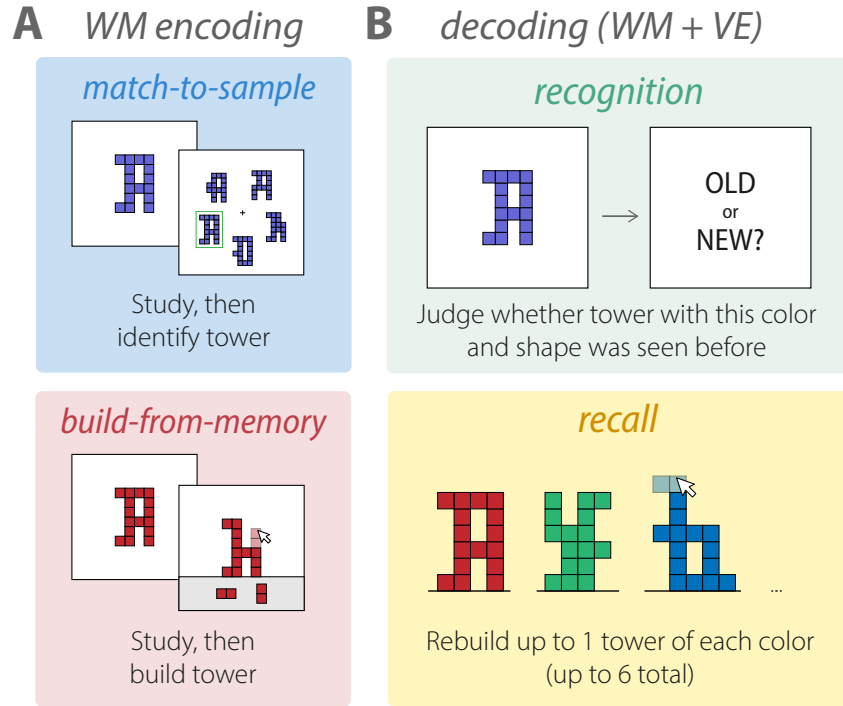 A WM encoding
match-to-sample
Study, then
identify tower
build-from-memory
Study, then
build tower
B decoding (WM + VE)
recognition
OLD
or
NEW?
Judge whether tower with this color
and shape was seen before
recall
...
Rebuild up to 1 tower of each color
(up to 6 total)